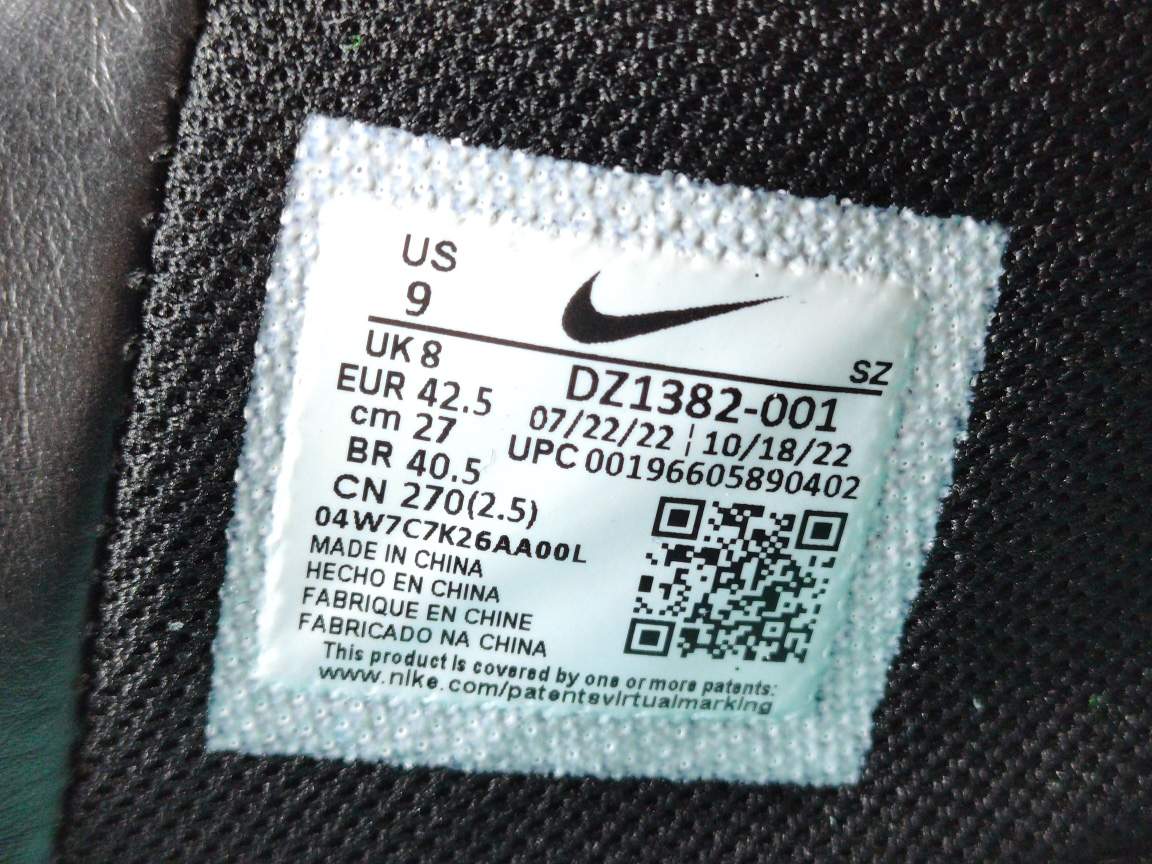 US
9
SZ
UK 8
DZ1382-001
EUR 42.5
07/22/22 | 10/18/22
cm 27
UPC 00196605890402
BR 40.5
CN 270(2.5)
04W7C7K26AA00L
MADE IN CHINA
HECHO EN CHINA
FABRIQUE EN CHINE
FABRICADO NA CHINA
This product is covered by one or more patents:
www.nike.com/patentsvirtualmarking